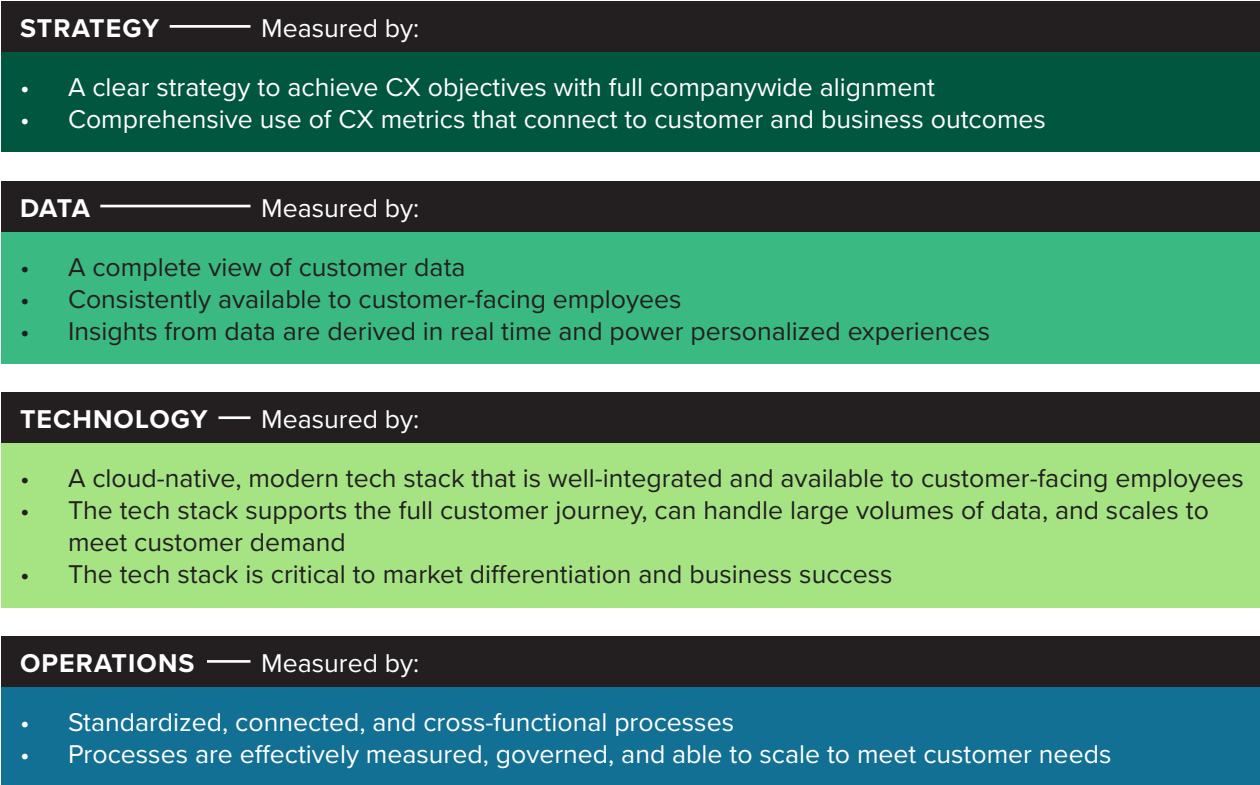 STRATEGY —— Measured by:
• A clear strategy to achieve CX objectives with full companywide alignment
• Comprehensive use of CX metrics that connect to customer and business outcomes
DATA —— Measured by:
• A complete view of customer data
• Consistently available to customer-facing employees
• Insights from data are derived in real time and power personalized experiences
TECHNOLOGY — Measured by:
• A cloud-native, modern tech stack that is well-integrated and available to customer-facing employees
• The tech stack supports the full customer journey, can handle large volumes of data, and scales to
meet customer demand
• The tech stack is critical to market differentiation and business success
OPERATIONS — Measured by:
• Standardized, connected, and cross-functional processes
• Processes are effectively measured, governed, and able to scale to meet customer needs